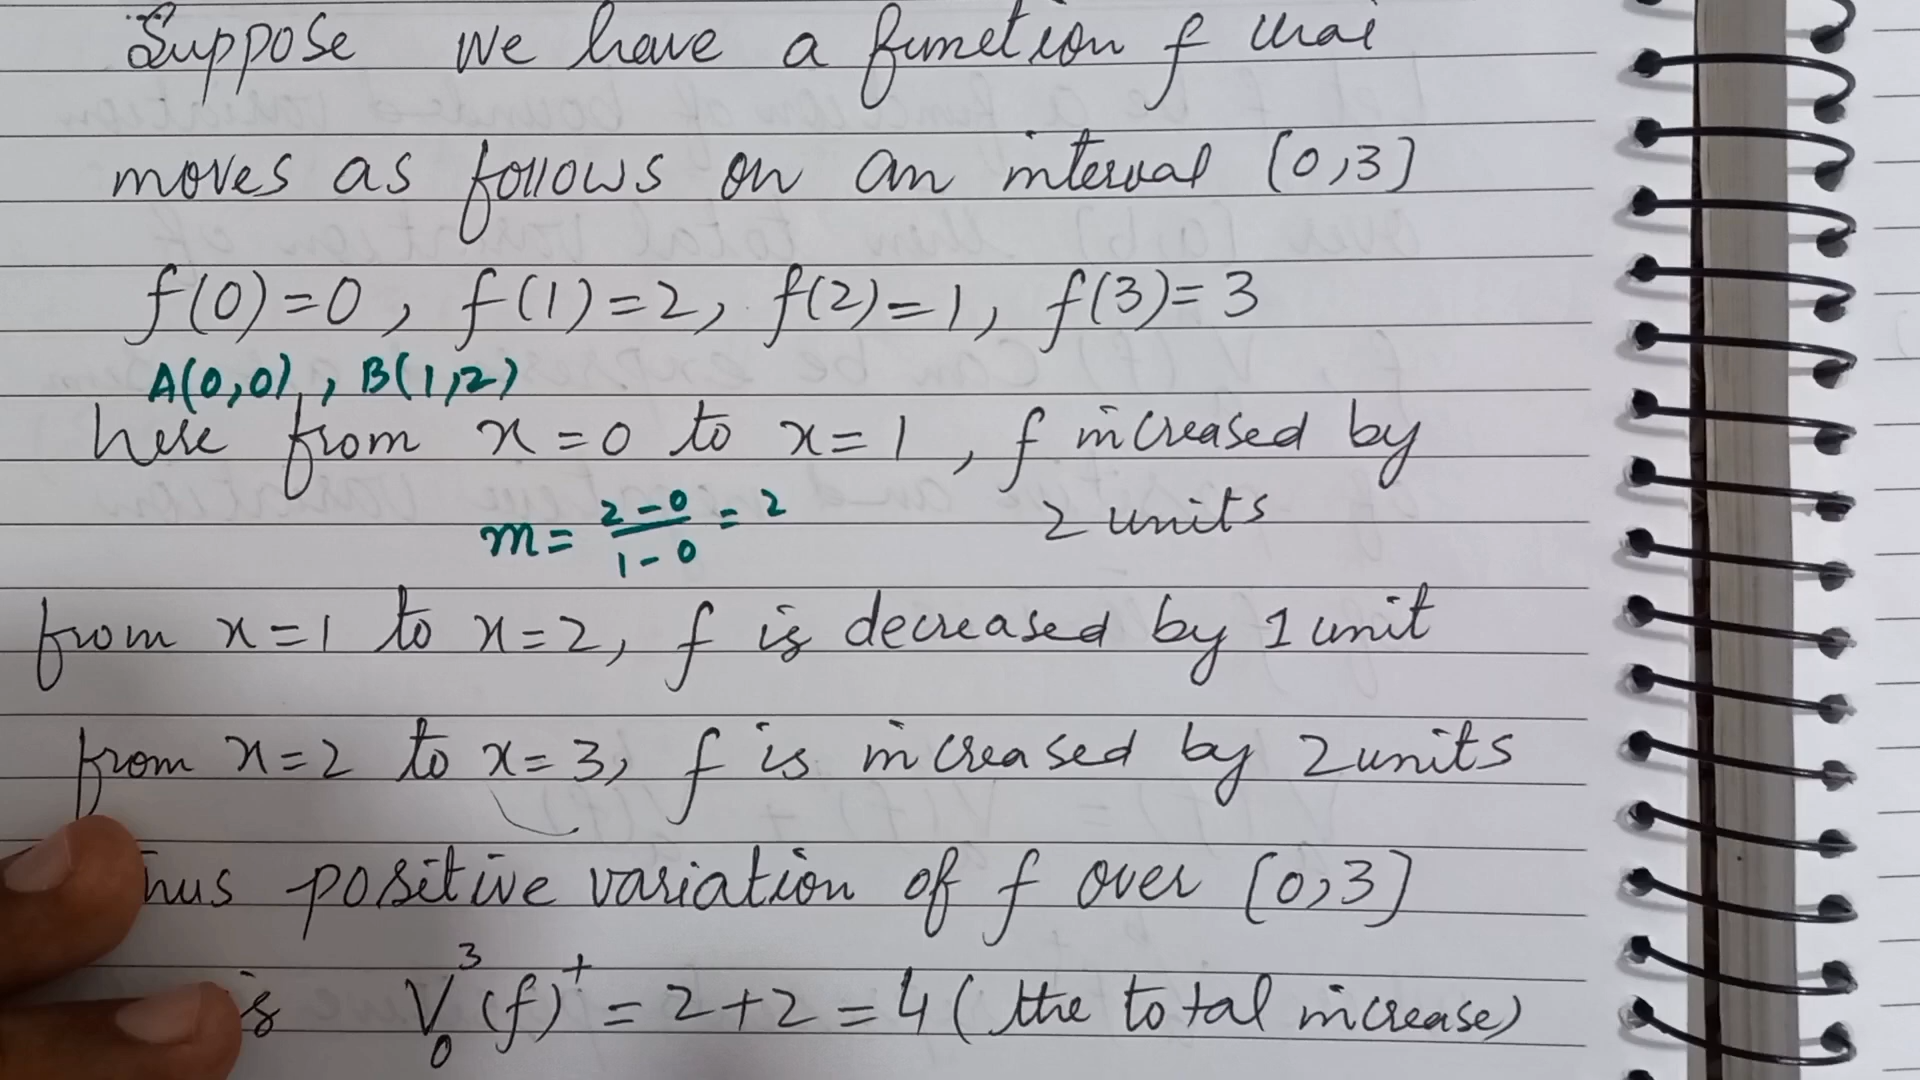 Suppose we have a function f that
moves as follows on an interval [0,3]
f(0)=0, f(1)=2, f(2)=1, f(3)=3
A(0,0), B(1,2)
here from x=0 to x=1, f increased by
2 units
m = 2-0/1-0 = 2
from x=1 to x=2, f is decreased by 1 unit
from x=2 to x=3, f is increased by 2 units
hus positive variation of f over [0,3]
is V₀³(f)⁺ = 2+2 = 4 (the total increase)